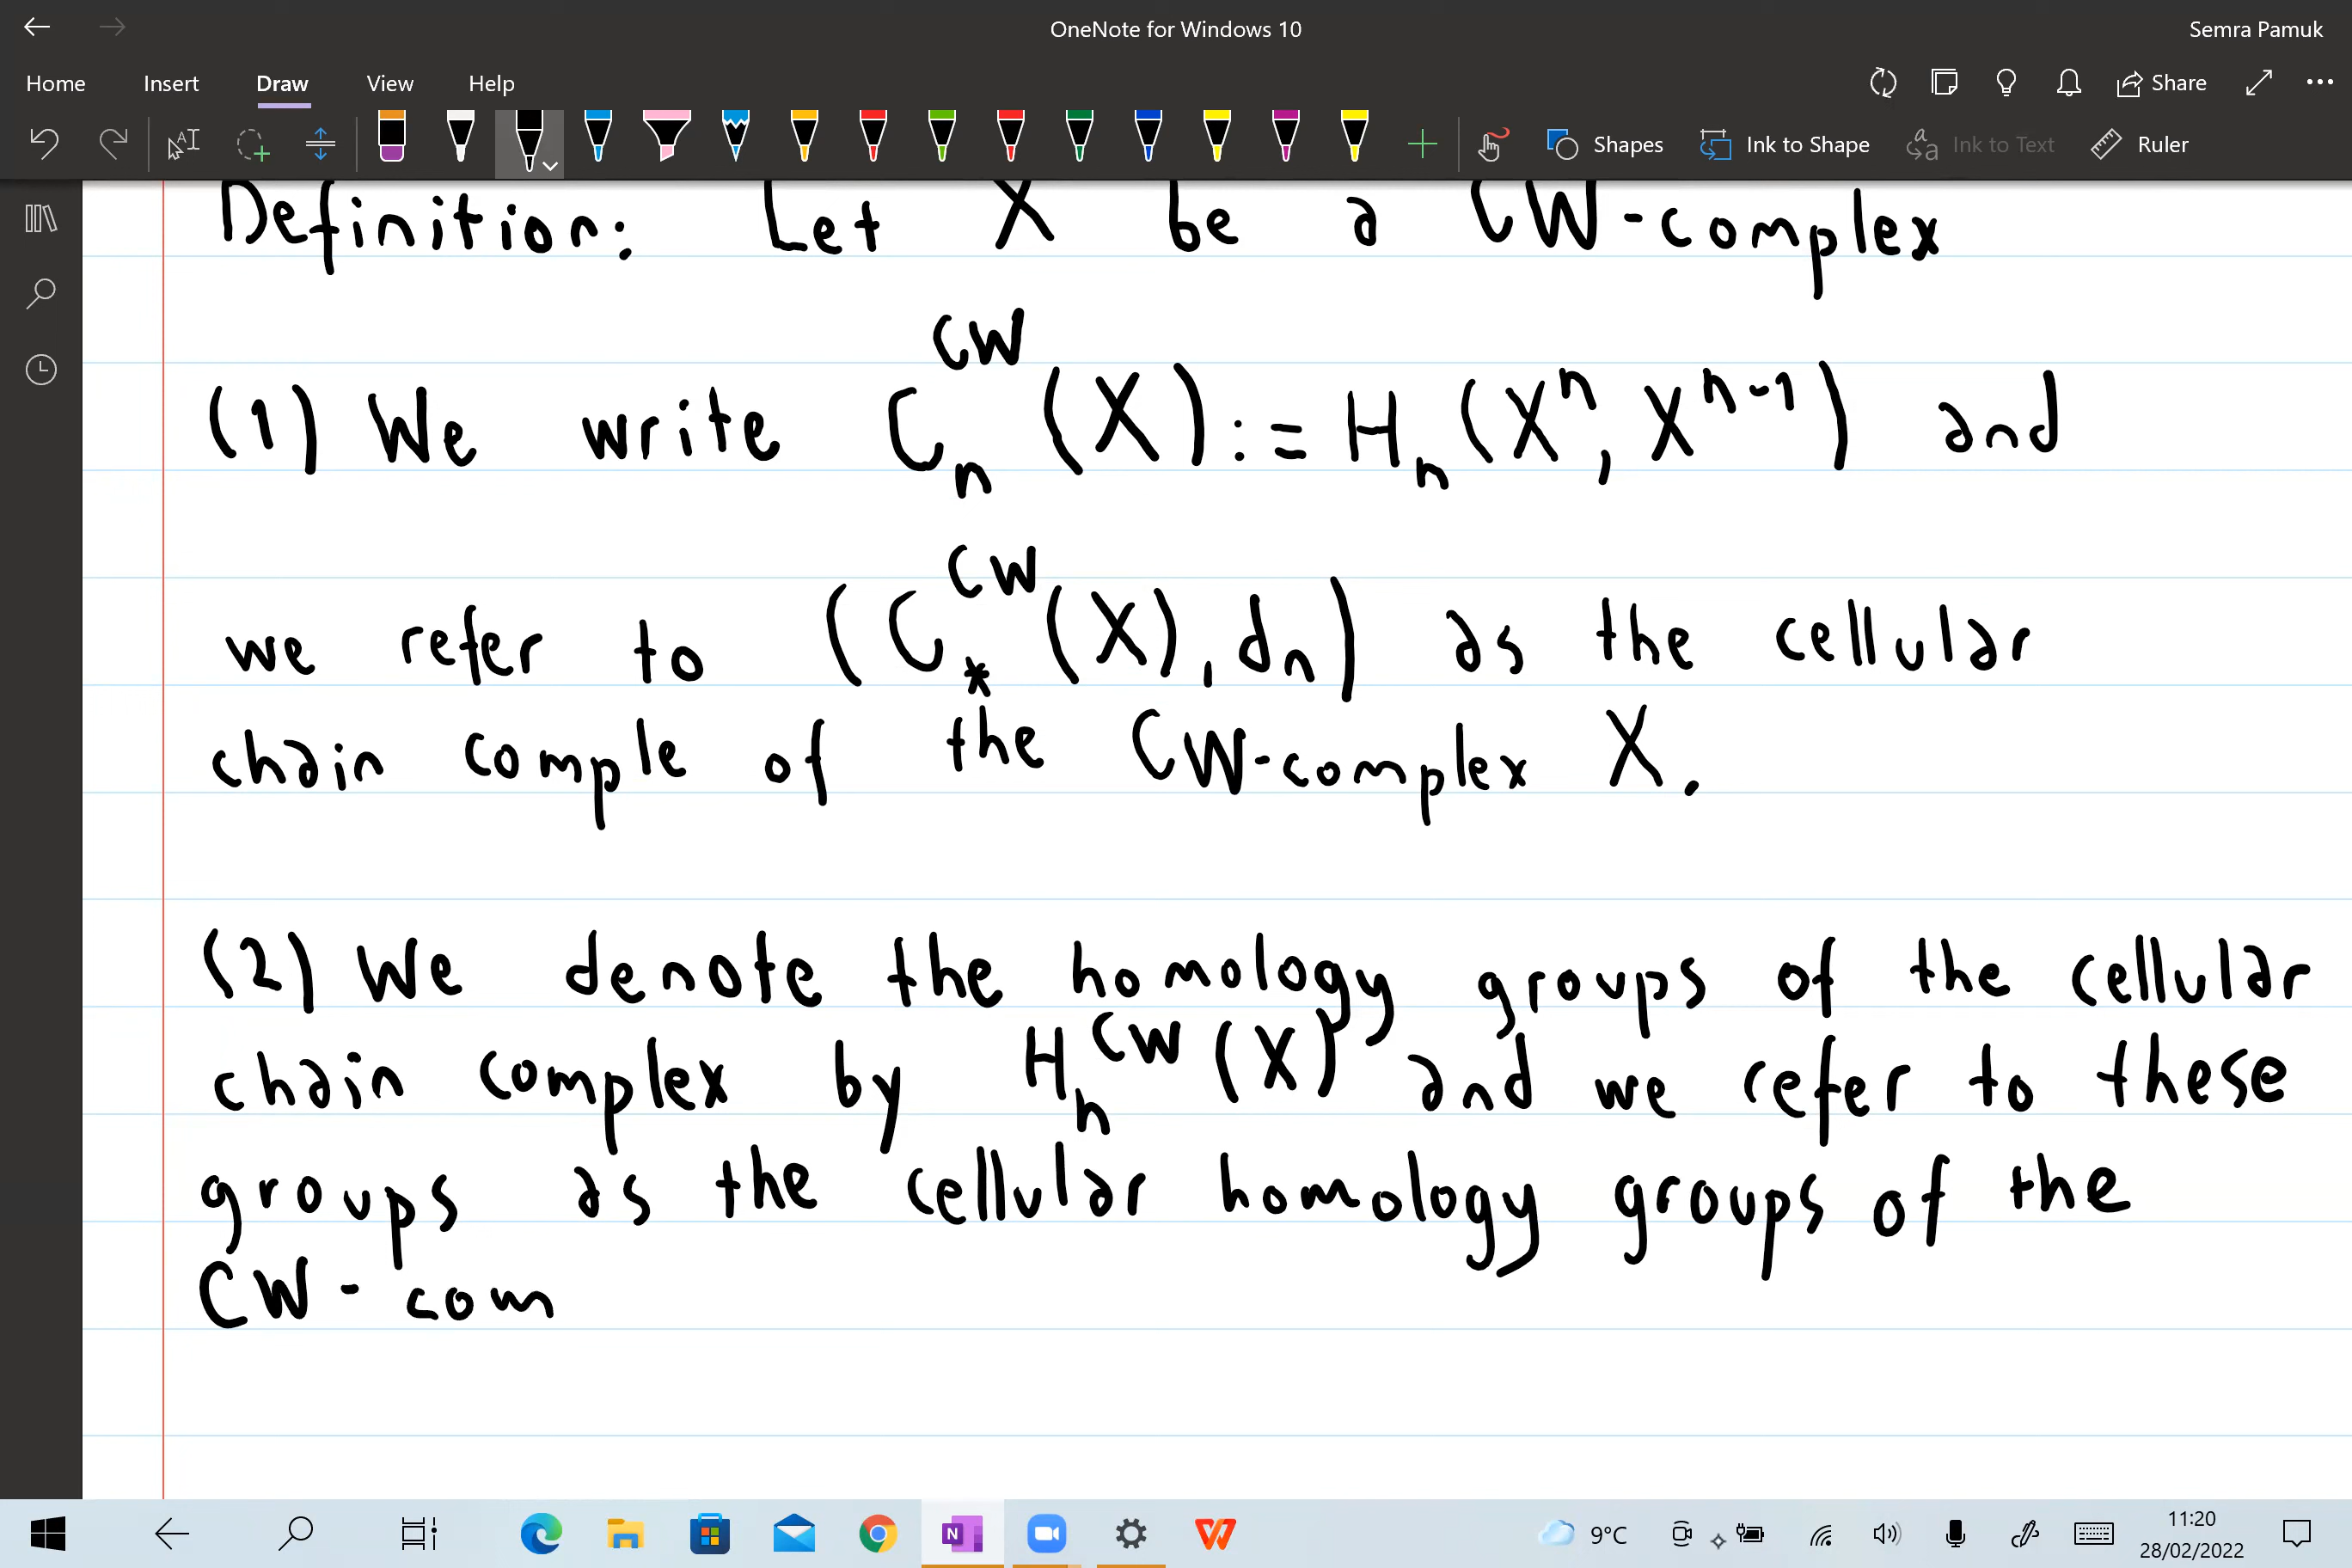 OneNote for Windows 10
Semra Pamuk
Home Insert Draw View Help
Share
Shapes Ink to Shape Ink to Text Ruler
Definition: Let X be a CW-complex
(1) We write C_n^{CW}(X) := H_n(X^n, X^{n-1}) and
we refer to (C_*^{CW}(X), d_n) as the cellular
chain comple of the CW-complex X.
(2) We denote the homology groups of the cellular
chain complex by H_n^{CW}(X) and we refer to these
groups as the cellular homology groups of the
CW-com
9°C
11:20
28/02/2022